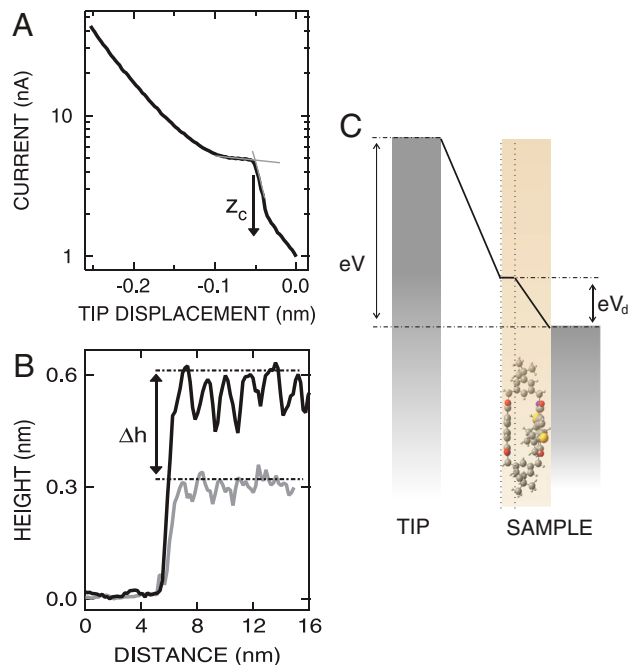 A
CURRENT (nA)
10
1
z_c
-0.2
-0.1
0.0
TIP DISPLACEMENT (nm)
B
HEIGHT (nm)
0.6
0.3
0.0
Δh
0
4
8
12
16
DISTANCE (nm)
C
eV
eV_d
TIP
SAMPLE